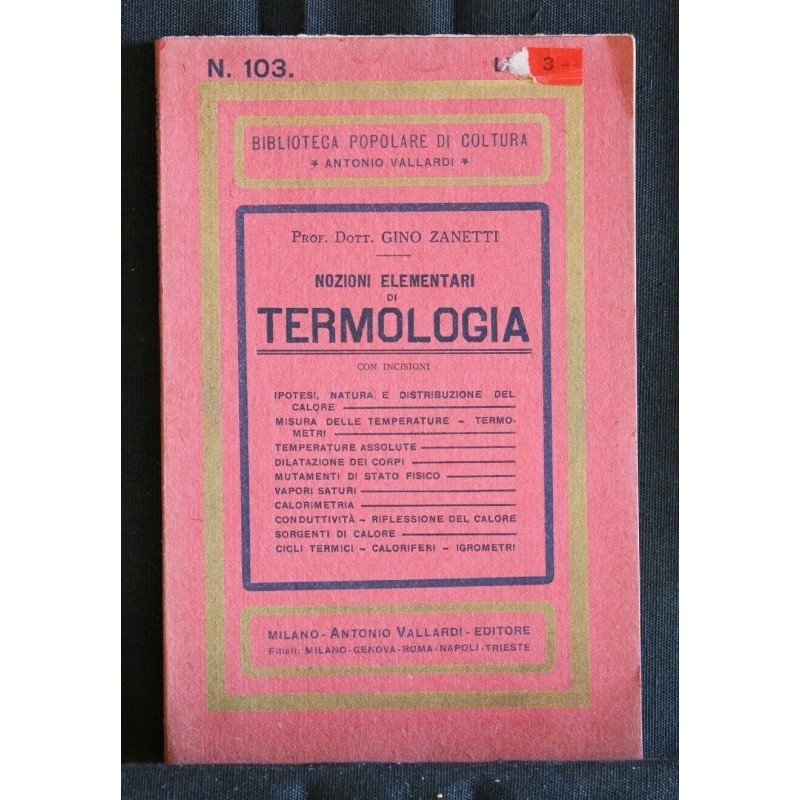 N. 103.
3
BIBLIOTECA POPOLARE DI COLTURA
* ANTONIO VALLARDI *
PROF. DOTT. GINO ZANETTI
NOZIONI ELEMENTARI
DI
TERMOLOGIA
CON INCISIONI
IPOTESI, NATURA E DISTRIBUZIONE DEL
CALORE
MISURA DELLE TEMPERATURE - TERMO-
METRI
TEMPERATURE ASSOLUTE
DILATAZIONE DEI CORPI
MUTAMENTI DI STATO FISICO
VAPORI SATURI
CALORIMETRIA
CONDUTTIVITÀ - RIFLESSIONE DEL CALORE
SORGENTI DI CALORE
CICLI TERMICI - CALORIFERI - IGROMETRI
MILANO - ANTONIO VALLARDI - EDITORE
Filiali: MILANO-GENOVA-ROMA-NAPOLI-TRIESTE